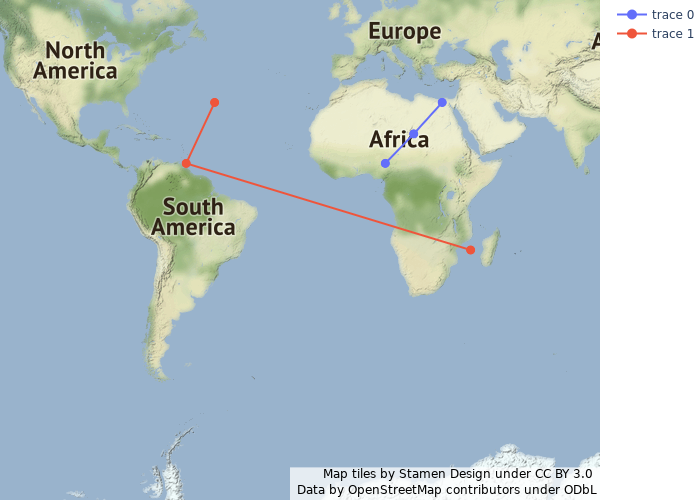 trace 0
trace 1
Europe
North
America
A
Africa
South
America
Map tiles by Stamen Design under CC BY 3.0
Data by OpenStreetMap contributors under ODbL